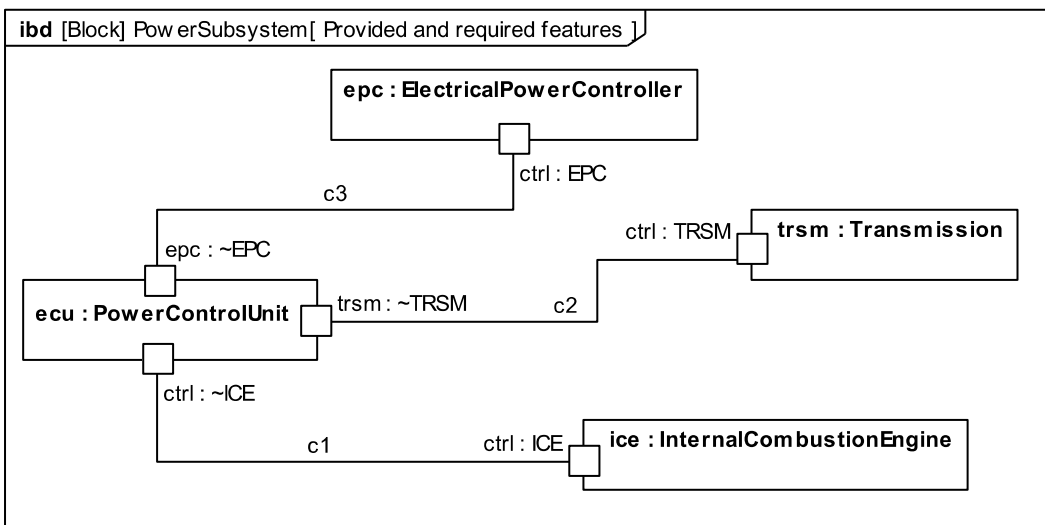 ibd [Block] PowerSubsystem[ Provided and required features ]
epc : ElectricalPowerController
ctrl : EPC
c3
ctrl : TRSM
trsm : Transmission
epc : ~EPC
ecu : PowerControlUnit
trsm : ~TRSM
c2
ctrl : ~ICE
c1
ctrl : ICE
ice : InternalCombustionEngine